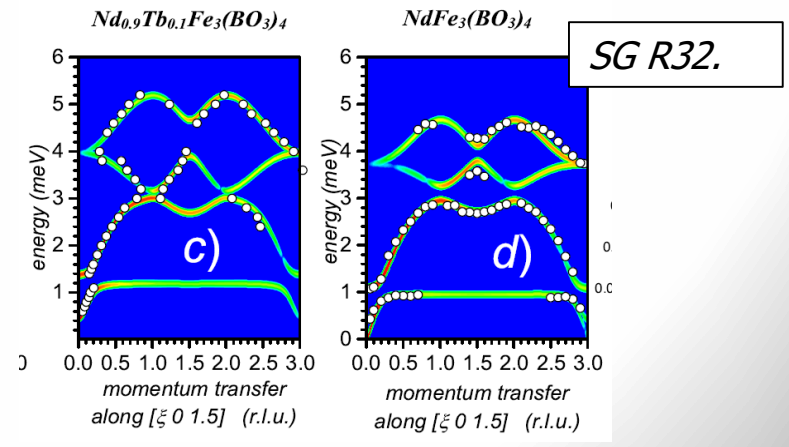 Nd0.9Tb0.1Fe3(BO3)4
NdFe3(BO3)4
SG R32.
6
5
4
3
2
1
energy (meV)
c)
0.0 0.5 1.0 1.5 2.0 2.5 3.0
momentum transfer
along [ξ 0 1.5] (r.l.u.)
6
5
4
3
2
1
0
energy (meV)
d)
0.0 0.5 1.0 1.5 2.0 2.5 3.0
momentum transfer
along [ξ 0 1.5] (r.l.u.)
0